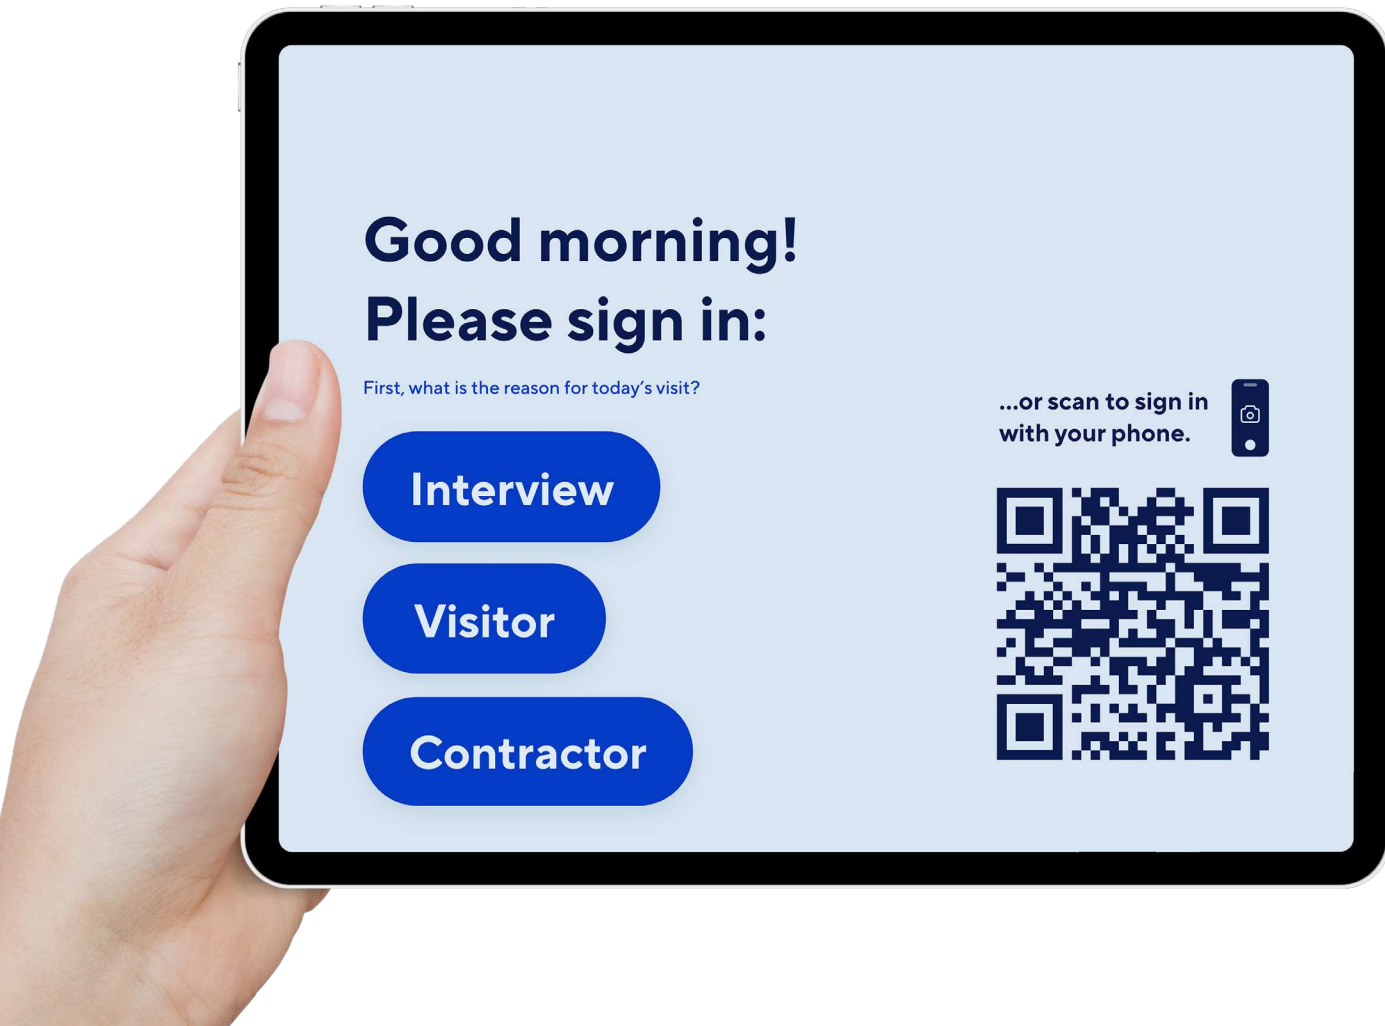 Good morning!
Please sign in:
First, what is the reason for today's visit?
Interview
Visitor
Contractor
...or scan to sign in
with your phone.